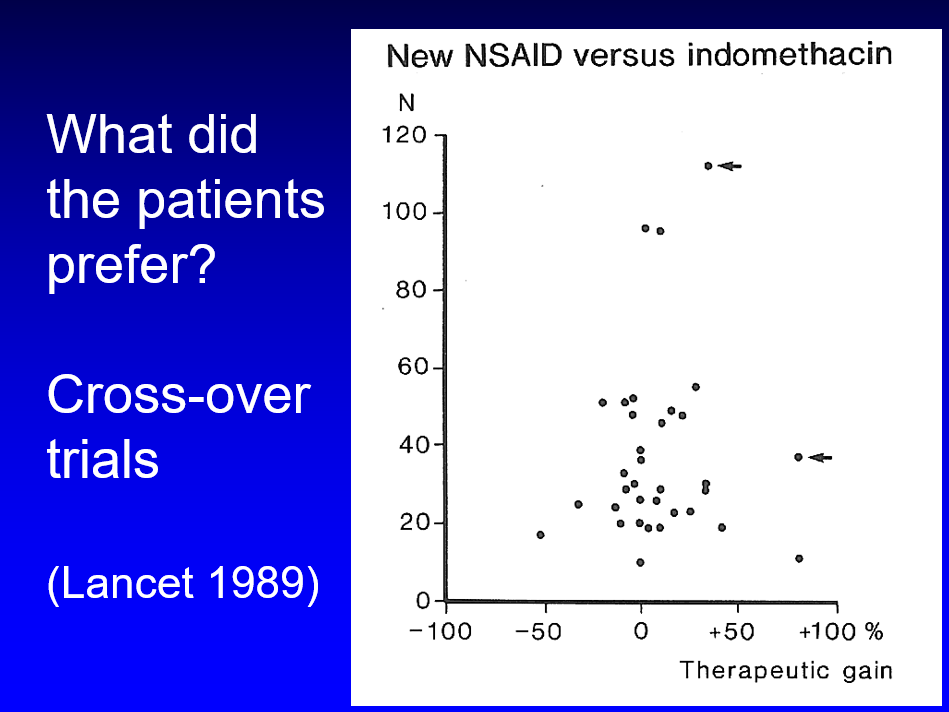 What did
the patients
prefer?
Cross-over
trials
(Lancet 1989)
New NSAID versus indomethacin
N
120
100
80
60
40
20
0
−100 −50 0 +50 +100 %
Therapeutic gain